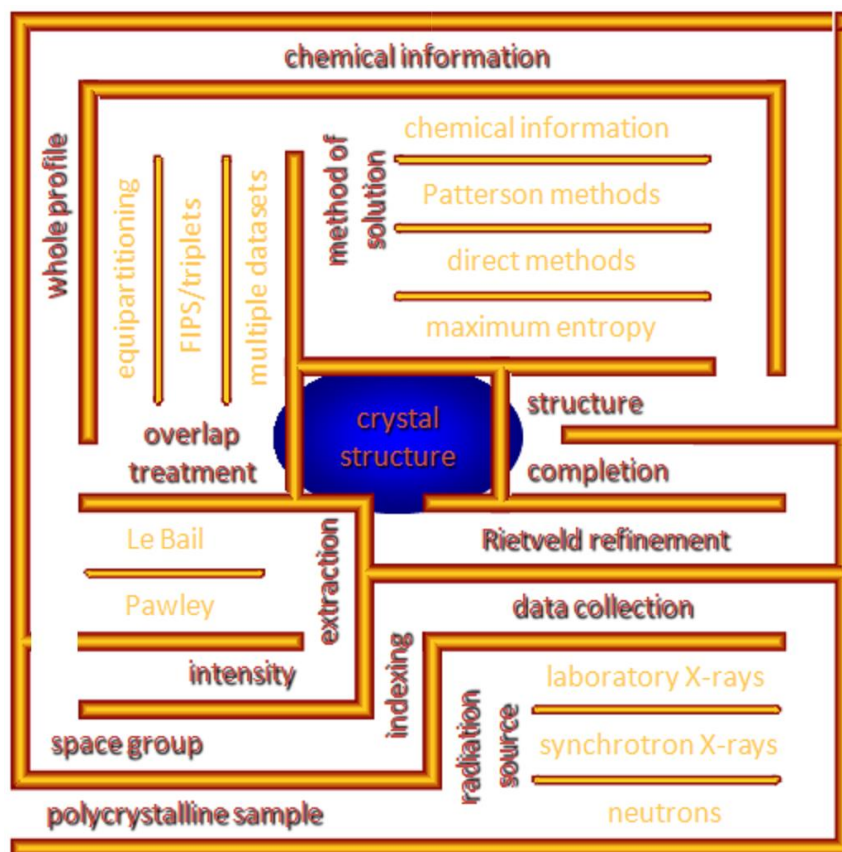 chemical information
whole profile
equipartitioning
FIPS/triplets
multiple datasets
method of
solution
chemical information
Patterson methods
direct methods
maximum entropy
crystal
structure
structure
completion
overlap
treatment
Le Bail
Pawley
extraction
intensity
Rietveld refinement
data collection
indexing
space group
radiation
source
laboratory X-rays
synchrotron X-rays
neutrons
polycrystalline sample